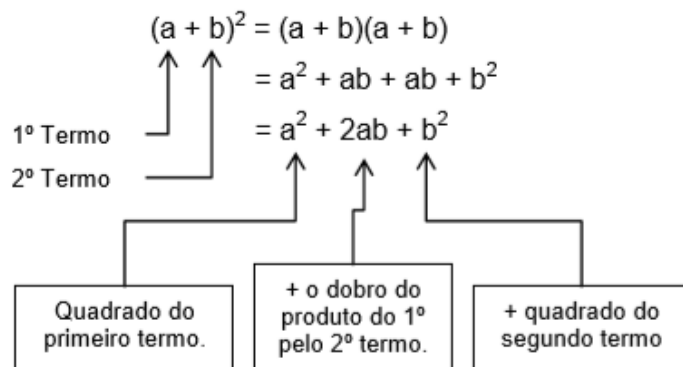 (a + b)² = (a + b)(a + b)
= a² + ab + ab + b²
= a² + 2ab + b²
1º Termo
2º Termo
Quadrado do
primeiro termo.
+ o dobro do
produto do 1º
pelo 2º termo.
+ quadrado do
segundo termo